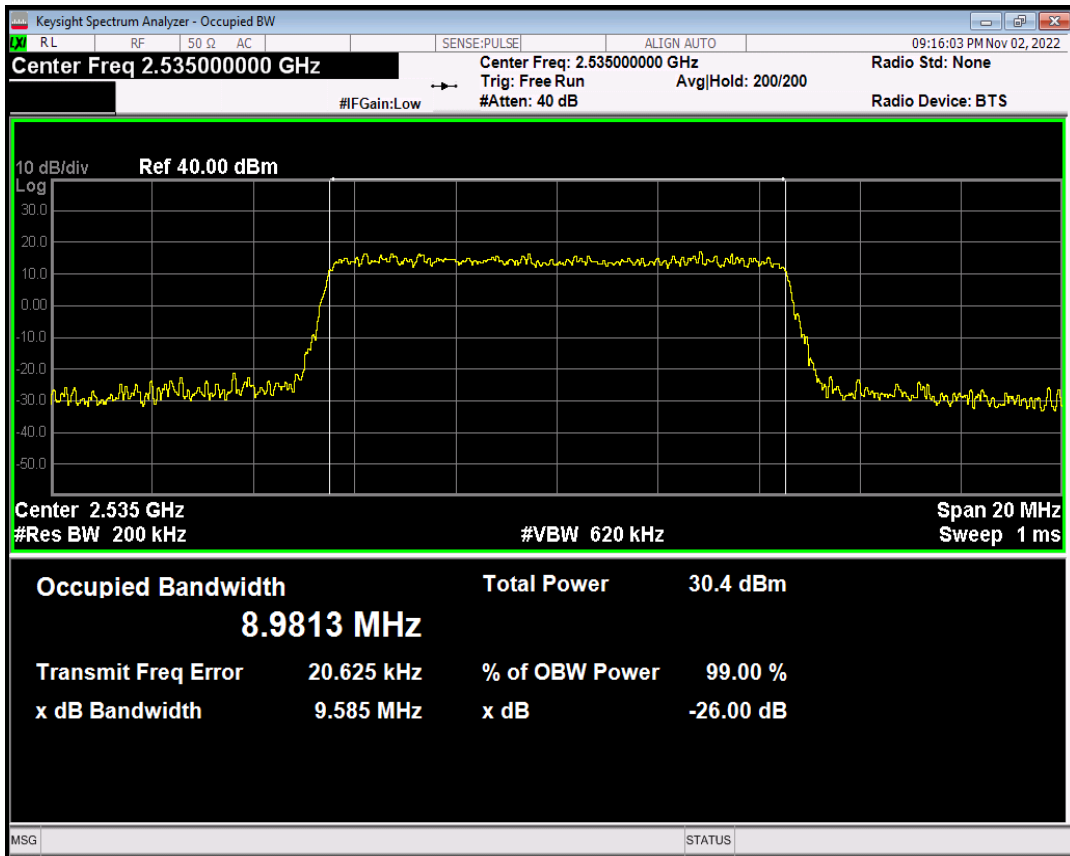 Keysight Spectrum Analyzer - Occupied BW
LXI RL RF 50 Ω AC SENSE:PULSE ALIGN AUTO 09:16:03 PM Nov 02, 2022
Center Freq 2.535000000 GHz Center Freq: 2.535000000 GHz Radio Std: None
Trig: Free Run Avg|Hold: 200/200
#IFGain:Low #Atten: 40 dB Radio Device: BTS
10 dB/div Ref 40.00 dBm
Log
30.0
20.0
10.0
0.00
-10.0
-20.0
-30.0
-40.0
-50.0
Center 2.535 GHz Span 20 MHz
#Res BW 200 kHz #VBW 620 kHz Sweep 1 ms
Occupied Bandwidth Total Power 30.4 dBm
8.9813 MHz
Transmit Freq Error 20.625 kHz % of OBW Power 99.00 %
x dB Bandwidth 9.585 MHz x dB -26.00 dB
MSG STATUS